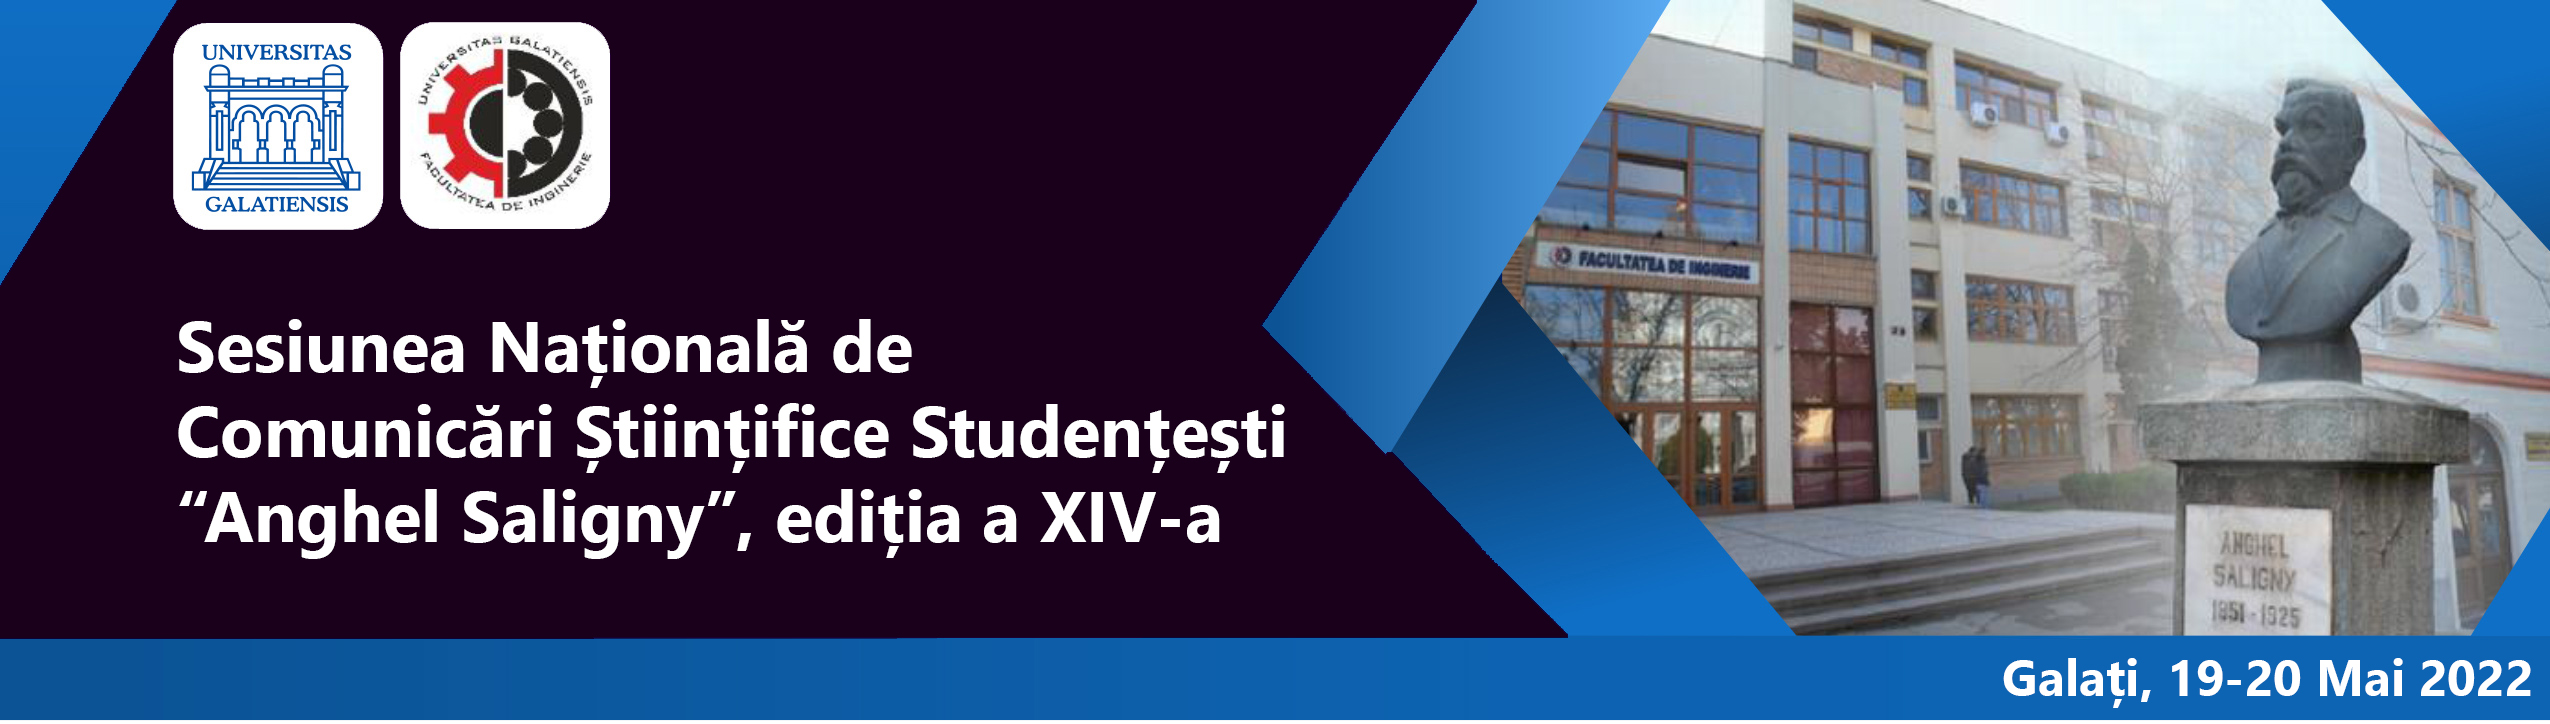 UNIVERSITAS
GALATIENSIS
UNIVERSITAS GALATIENSIS
FACULTATEA DE INGINERIE
Sesiunea Națională de
Comunicări Științifice Studențești
“Anghel Saligny”, ediția a XIV-a
FACULTATEA DE INGINERIE
ANGHEL
SALIGNY
1851 - 1925
Galați, 19-20 Mai 2022